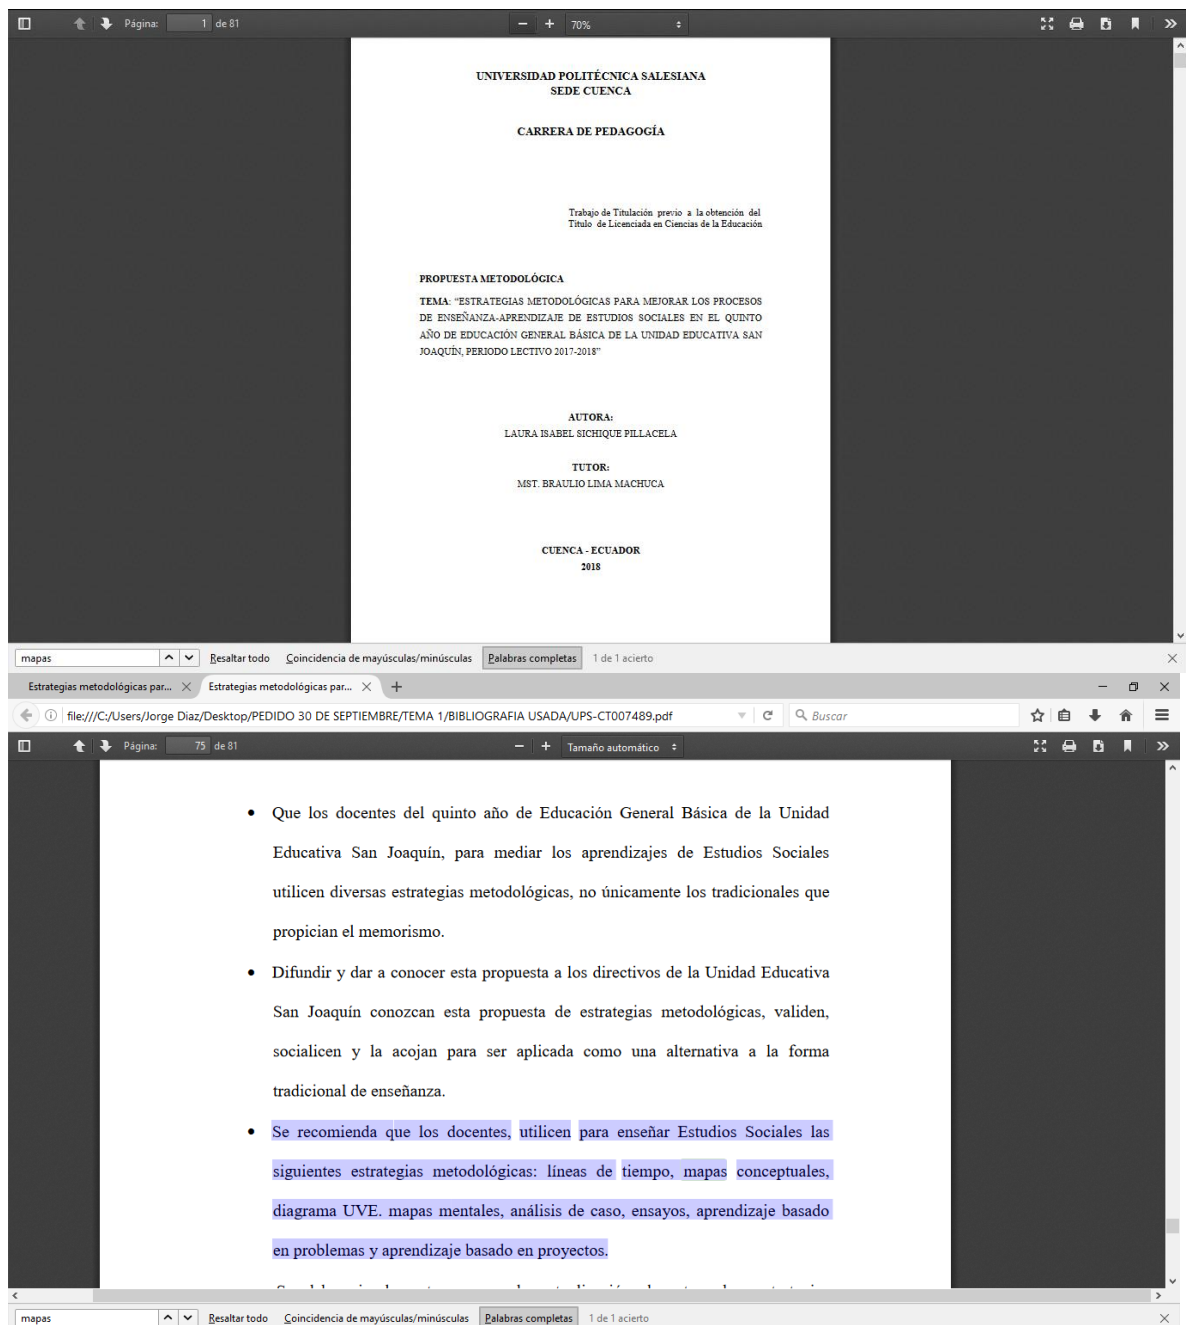 Página: 1 de 81 − + 70%
UNIVERSIDAD POLITÉCNICA SALESIANA
SEDE CUENCA
CARRERA DE PEDAGOGÍA
Trabajo de Titulación previo a la obtención del
Titulo de Licenciada en Ciencias de la Educación
PROPUESTA METODOLÓGICA
TEMA: “ESTRATEGIAS METODOLÓGICAS PARA MEJORAR LOS PROCESOS
DE ENSEÑANZA-APRENDIZAJE DE ESTUDIOS SOCIALES EN EL QUINTO
AÑO DE EDUCACIÓN GENERAL BÁSICA DE LA UNIDAD EDUCATIVA SAN
JOAQUÍN, PERIODO LECTIVO 2017-2018”
AUTORA:
LAURA ISABEL SICHIQUE PILLACELA
TUTOR:
MST. BRAULIO LIMA MACHUCA
CUENCA - ECUADOR
2018
mapas Resaltar todo Coincidencia de mayúsculas/minúsculas Palabras completas 1 de 1 acierto
Estrategias metodológicas par... Estrategias metodológicas par...
file:///C:/Users/Jorge Diaz/Desktop/PEDIDO 30 DE SEPTIEMBRE/TEMA 1/BIBLIOGRAFIA USADA/UPS-CT007489.pdf Buscar
Página: 75 de 81 − + Tamaño automático
• Que los docentes del quinto año de Educación General Básica de la Unidad
Educativa San Joaquín, para mediar los aprendizajes de Estudios Sociales
utilicen diversas estrategias metodológicas, no únicamente los tradicionales que
propician el memorismo.
• Difundir y dar a conocer esta propuesta a los directivos de la Unidad Educativa
San Joaquín conozcan esta propuesta de estrategias metodológicas, validen,
socialicen y la acojan para ser aplicada como una alternativa a la forma
tradicional de enseñanza.
• Se recomienda que los docentes, utilicen para enseñar Estudios Sociales las
siguientes estrategias metodológicas: líneas de tiempo, mapas conceptuales,
diagrama UVE. mapas mentales, análisis de caso, ensayos, aprendizaje basado
en problemas y aprendizaje basado en proyectos.
mapas Resaltar todo Coincidencia de mayúsculas/minúsculas Palabras completas 1 de 1 acierto